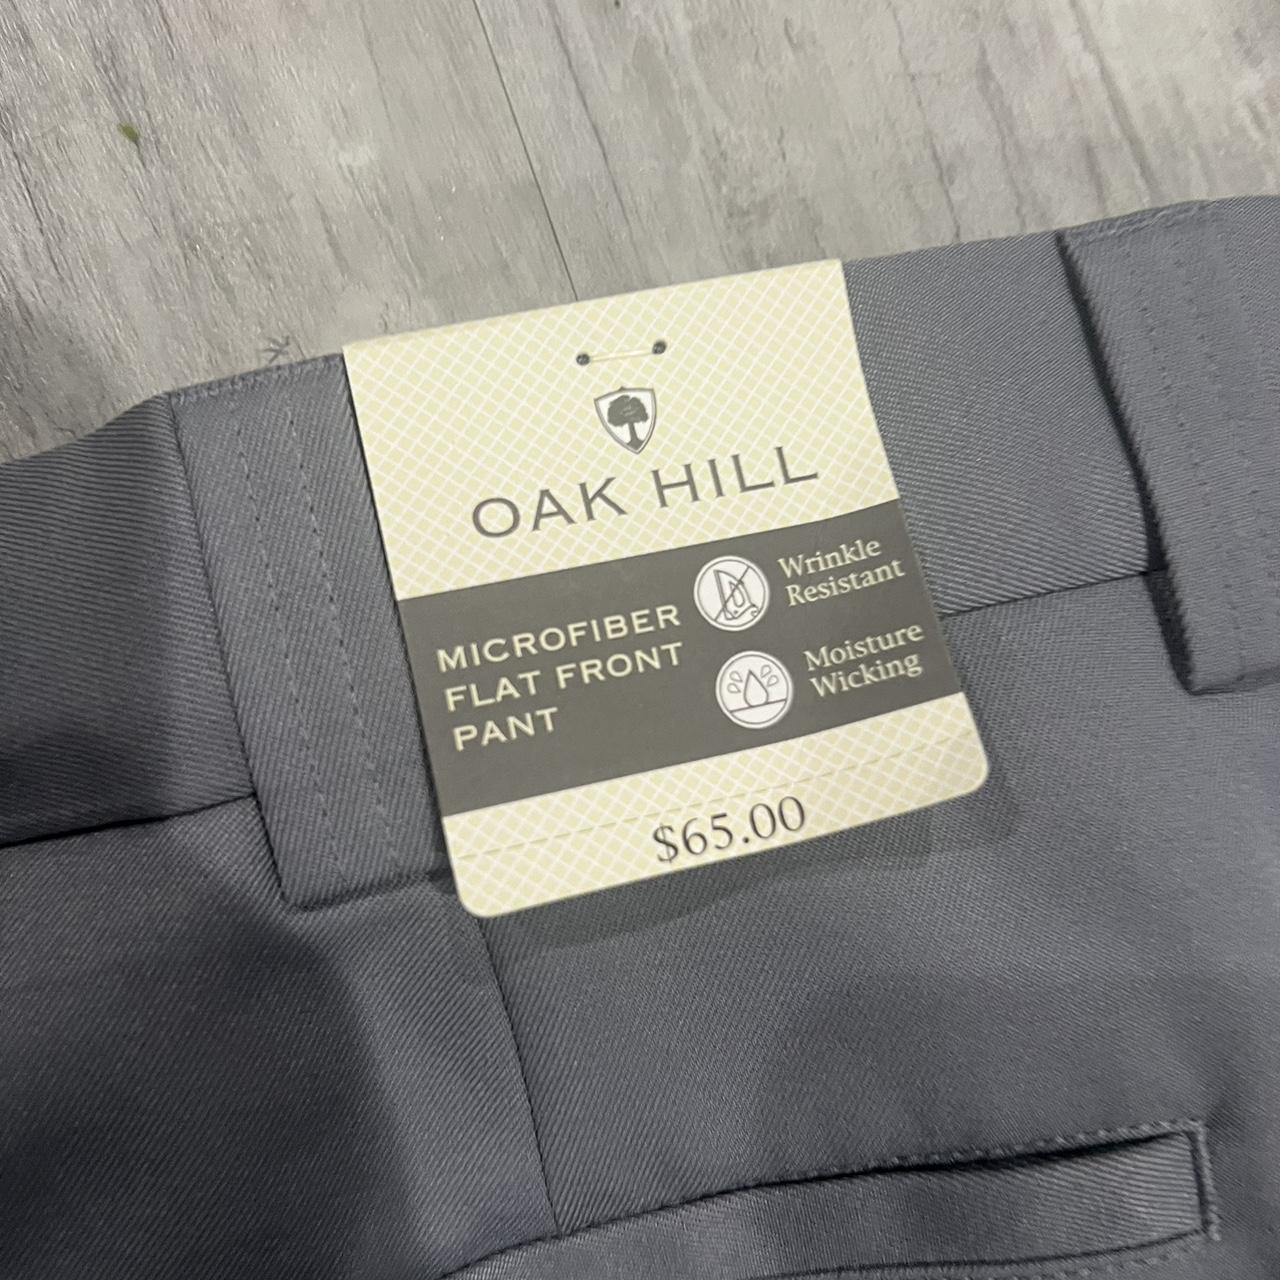 OAK HILL
MICROFIBER
FLAT FRONT
PANT
Wrinkle
Resistant
Moisture
Wicking
$65.00